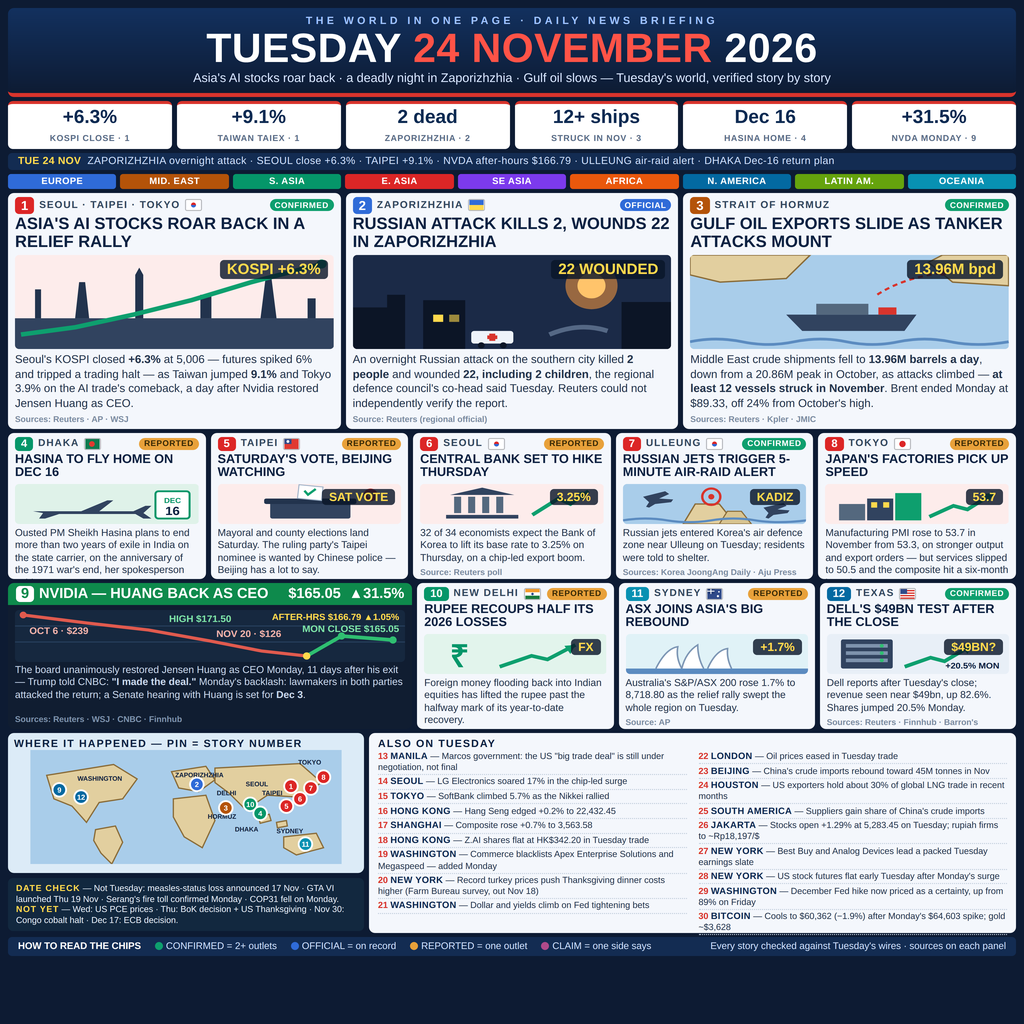 THE WORLD IN ONE PAGE · DAILY NEWS BRIEFING
TUESDAY 24 NOVEMBER 2026
Asia's AI stocks roar back · a deadly night in Zaporizhzhia · Gulf oil slows — Tuesday's world, verified story by story
+6.3%
KOSPI CLOSE · 1
+9.1%
TAIWAN TAIEX · 1
2 dead
ZAPORIZHZHIA · 2
12+ ships
STRUCK IN NOV · 3
Dec 16
HASINA HOME · 4
+31.5%
NVDA MONDAY · 9
TUE 24 NOV ZAPORIZHZHIA overnight attack · SEOUL close +6.3% · TAIPEI +9.1% · NVDA after-hours $166.79 · ULLEUNG air-raid alert · DHAKA Dec-16 return plan
EUROPE
MID. EAST
S. ASIA
E. ASIA
SE ASIA
AFRICA
N. AMERICA
LATIN AM.
OCEANIA
1 SEOUL · TAIPEI · TOKYO CONFIRMED
ASIA'S AI STOCKS ROAR BACK IN A
RELIEF RALLY
KOSPI +6.3%
Seoul's KOSPI closed +6.3% at 5,006 — futures spiked 6%
and tripped a trading halt — as Taiwan jumped 9.1% and Tokyo
3.9% on the AI trade's comeback, a day after Nvidia restored
Jensen Huang as CEO.
Sources: Reuters · AP · WSJ
2 ZAPORIZHZHIA OFFICIAL
RUSSIAN ATTACK KILLS 2, WOUNDS 22
IN ZAPORIZHZHIA
22 WOUNDED
An overnight Russian attack on the southern city killed 2
people and wounded 22, including 2 children, the regional
defence council's co-head said Tuesday. Reuters could not
independently verify the report.
Sources: Reuters (regional official)
3 STRAIT OF HORMUZ CONFIRMED
GULF OIL EXPORTS SLIDE AS TANKER
ATTACKS MOUNT
13.96M bpd
Middle East crude shipments fell to 13.96M barrels a day,
down from a 20.86M peak in October, as attacks climbed — at
least 12 vessels struck in November. Brent ended Monday at
$89.33, off 24% from October's high.
Sources: Reuters · Kpler · JMIC
4 DHAKA REPORTED
HASINA TO FLY HOME ON
DEC 16
DEC
16
Ousted PM Sheikh Hasina plans to end
more than two years of exile in India on
the state carrier, on the anniversary of
the 1971 war's end, her spokesperson
5 TAIPEI REPORTED
SATURDAY'S VOTE, BEIJING
WATCHING
SAT VOTE
Mayoral and county elections land
Saturday. The ruling party's Taipei
nominee is wanted by Chinese police —
Beijing has a lot to say.
6 SEOUL REPORTED
CENTRAL BANK SET TO HIKE
THURSDAY
3.25%
32 of 34 economists expect the Bank of
Korea to lift its base rate to 3.25% on
Thursday, on a chip-led export boom.
Source: Reuters poll
7 ULLEUNG CONFIRMED
RUSSIAN JETS TRIGGER 5-
MINUTE AIR-RAID ALERT
KADIZ
Russian jets entered Korea's air defence
zone near Ulleung on Tuesday; residents
were told to shelter.
Sources: Korea JoongAng Daily · Aju Press
8 TOKYO REPORTED
JAPAN'S FACTORIES PICK UP
SPEED
53.7
Manufacturing PMI rose to 53.7 in
November from 53.3, on stronger output
and export orders — but services slipped
to 50.5 and the composite hit a six-month
9 NVIDIA — HUANG BACK AS CEO $165.05 ▲31.5%
OCT 6 · $239
HIGH $171.50
NOV 20 · $126
AFTER-HRS $166.79 ▲1.05%
MON CLOSE $165.05
The board unanimously restored Jensen Huang as CEO Monday, 11 days after his exit
— Trump told CNBC: "I made the deal." Monday's backlash: lawmakers in both parties
attacked the return; a Senate hearing with Huang is set for Dec 3.
Sources: Reuters · WSJ · CNBC · Finnhub
10 NEW DELHI REPORTED
RUPEE RECOUPS HALF ITS
2026 LOSSES
₹
FX
Foreign money flooding back into Indian
equities has lifted the rupee past the
halfway mark of its year-to-date
recovery.
11 SYDNEY REPORTED
ASX JOINS ASIA'S BIG
REBOUND
+1.7%
Australia's S&P/ASX 200 rose 1.7% to
8,718.80 as the relief rally swept the
whole region on Tuesday.
Source: AP
12 TEXAS CONFIRMED
DELL'S $49BN TEST AFTER
THE CLOSE
$49BN?
+20.5% MON
Dell reports after Tuesday's close;
revenue seen near $49bn, up 82.6%.
Shares jumped 20.5% Monday.
Sources: Reuters · Finnhub · Barron's
WHERE IT HAPPENED — PIN = STORY NUMBER
WASHINGTON
9
12
ZAPORIZHZHIA
2
DELHI
3
HORMUZ
10
4
DHAKA
SEOUL
TAIPEI
1
7
6
5
TOKYO
8
SYDNEY
11
DATE CHECK — Not Tuesday: measles-status loss announced 17 Nov · GTA VI
launched Thu 19 Nov · Serang's fire toll confirmed Monday · COP31 fell on Monday.
NOT YET — Wed: US PCE prices · Thu: BoK decision + US Thanksgiving · Nov 30:
Congo cobalt halt · Dec 17: ECB decision.
ALSO ON TUESDAY
13 MANILA — Marcos government: the US "big trade deal" is still under
negotiation, not final
14 SEOUL — LG Electronics soared 17% in the chip-led surge
15 TOKYO — SoftBank climbed 5.7% as the Nikkei rallied
16 HONG KONG — Hang Seng edged +0.2% to 22,432.45
17 SHANGHAI — Composite rose +0.7% to 3,563.58
18 HONG KONG — Z.AI shares flat at HK$342.20 in Tuesday trade
19 WASHINGTON — Commerce blacklists Apex Enterprise Solutions and
Megaspeed — added Monday
20 NEW YORK — Record turkey prices push Thanksgiving dinner costs
higher (Farm Bureau survey, out Nov 18)
21 WASHINGTON — Dollar and yields climb on Fed tightening bets
22 LONDON — Oil prices eased in Tuesday trade
23 BEIJING — China's crude imports rebound toward 45M tonnes in Nov
24 HOUSTON — US exporters hold about 30% of global LNG trade in recent
months
25 SOUTH AMERICA — Suppliers gain share of China's crude imports
26 JAKARTA — Stocks open +1.29% at 5,283.45 on Tuesday; rupiah firms
to ~Rp18,197/$
27 NEW YORK — Best Buy and Analog Devices lead a packed Tuesday
earnings slate
28 NEW YORK — US stock futures flat early Tuesday after Monday's surge
29 WASHINGTON — December Fed hike now priced as a certainty, up from
89% on Friday
30 BITCOIN — Cools to $60,362 (−1.9%) after Monday's $64,603 spike; gold
~$3,628
HOW TO READ THE CHIPS CONFIRMED = 2+ outlets OFFICIAL = on record REPORTED = one outlet CLAIM = one side says Every story checked against Tuesday's wires · sources on each panel